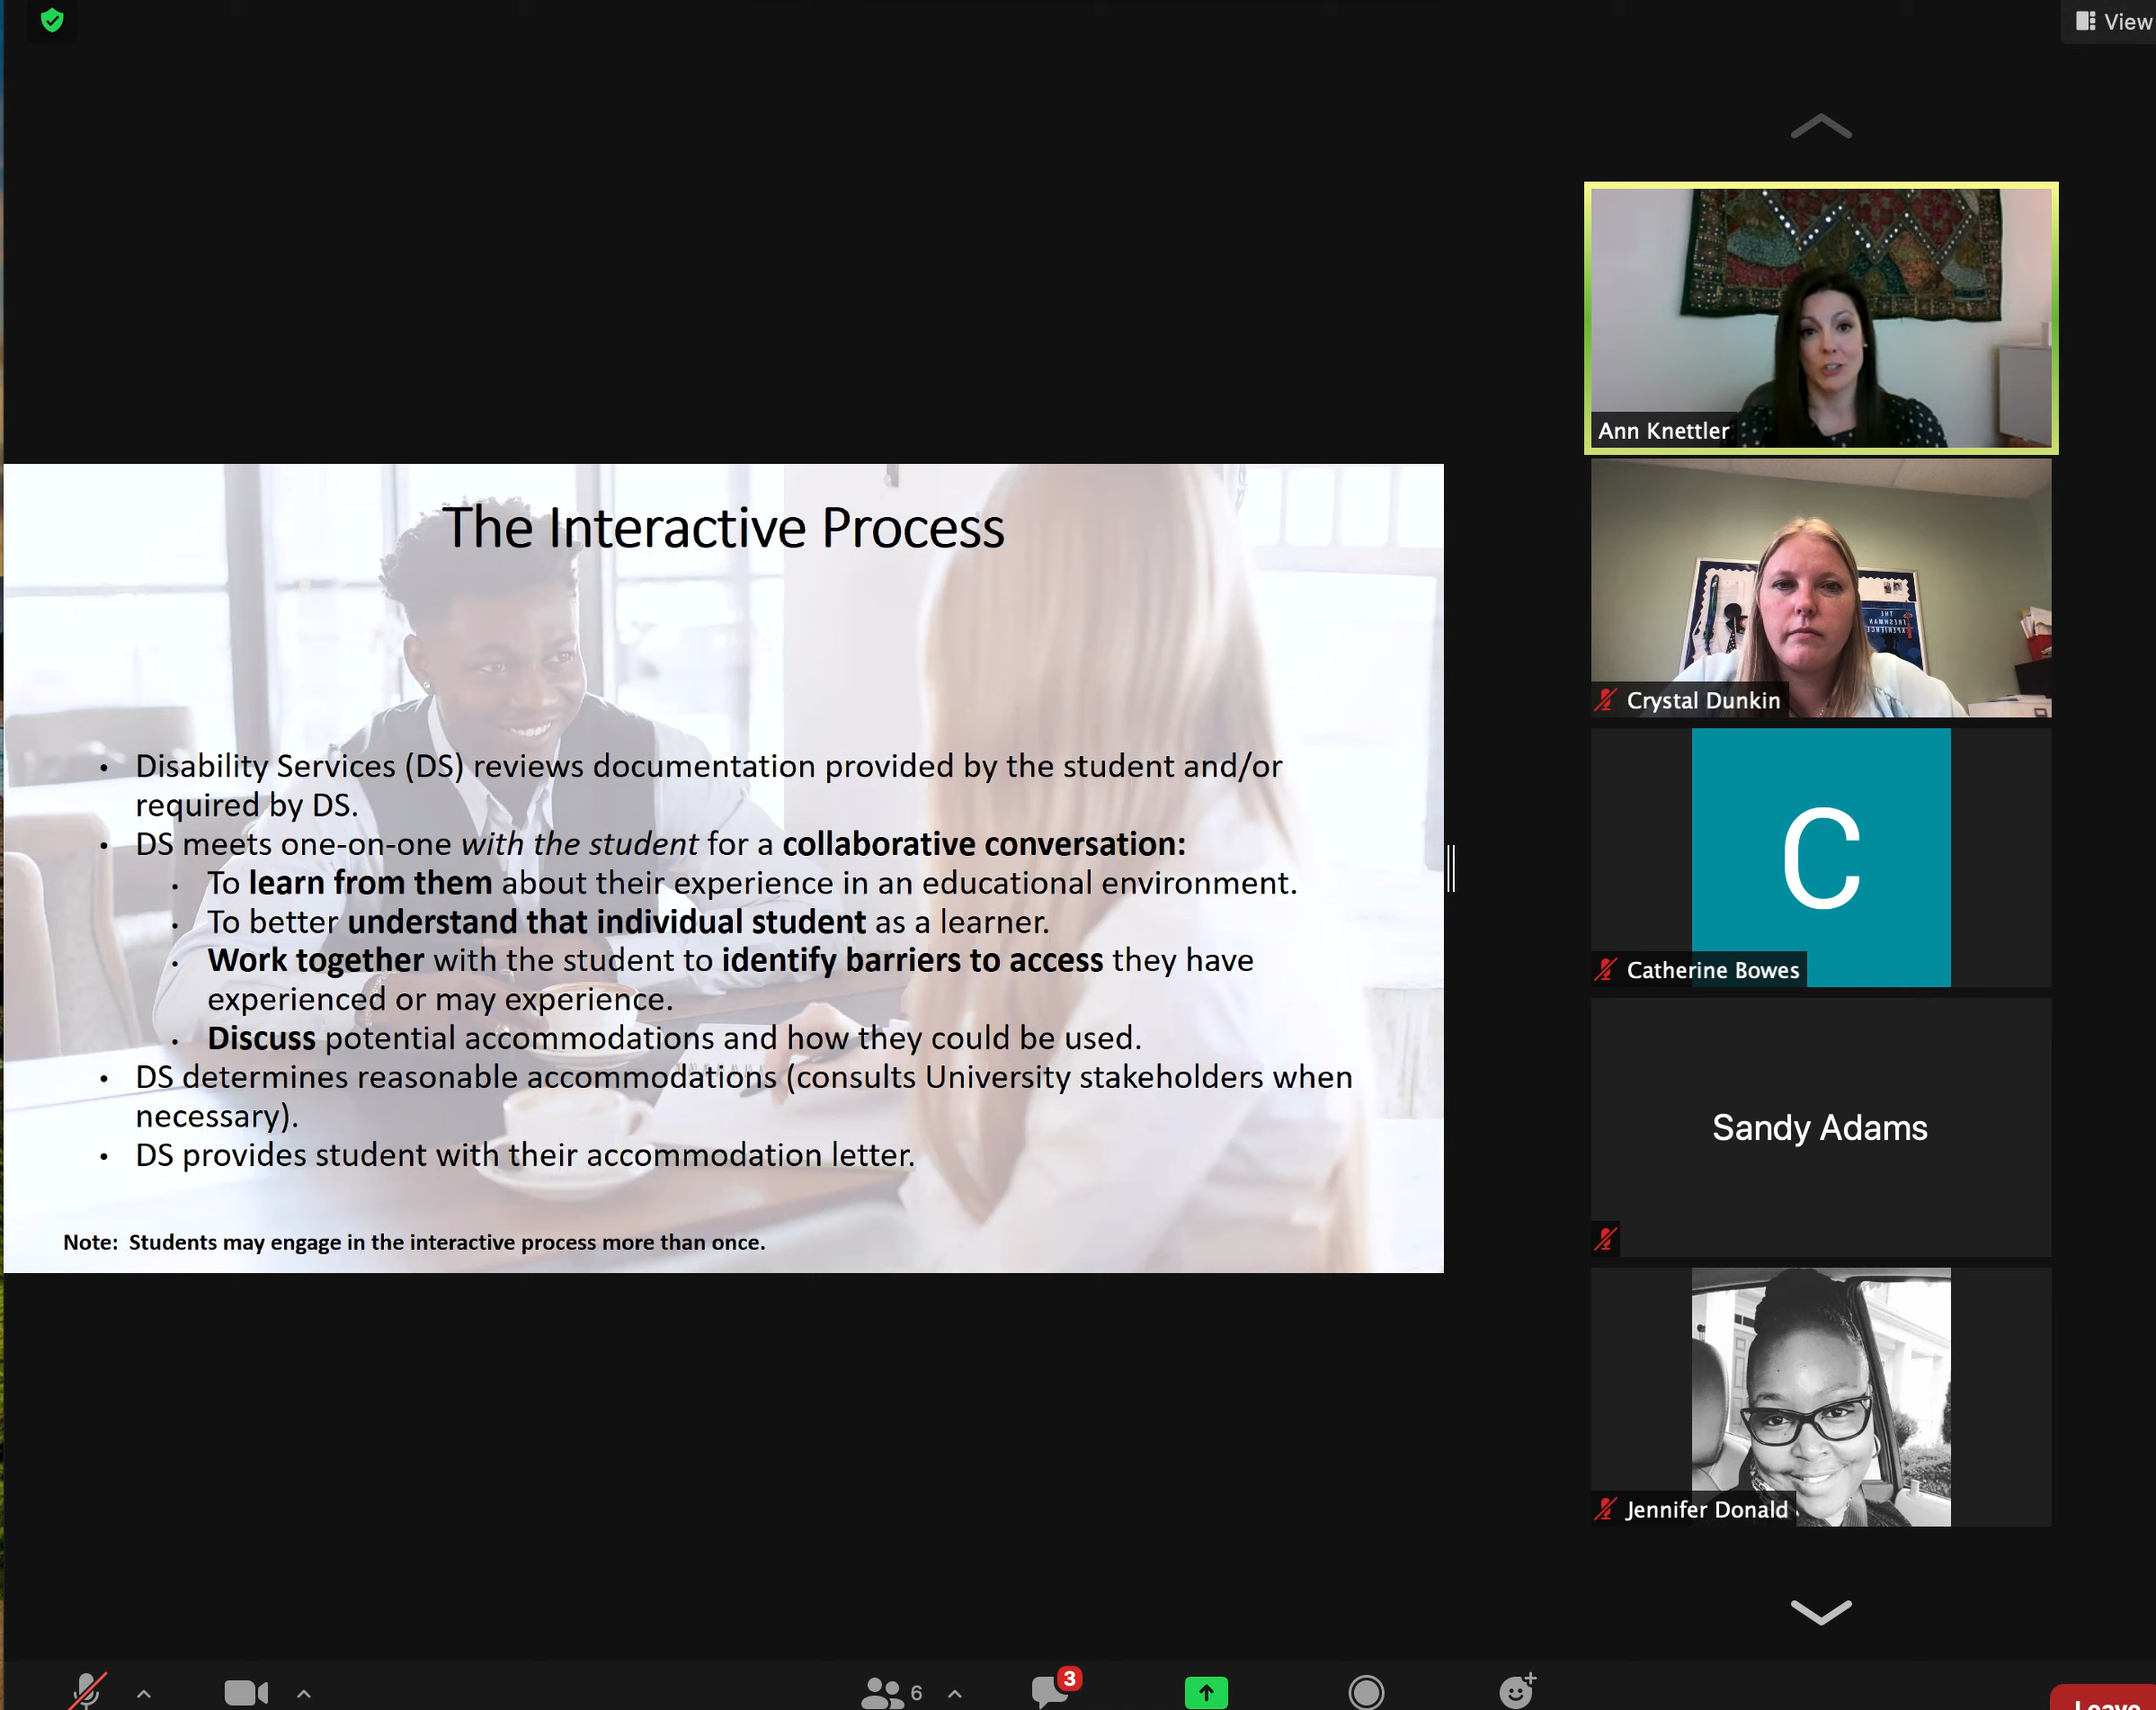 View
The Interactive Process
• Disability Services (DS) reviews documentation provided by the student and/or
required by DS.
• DS meets one-on-one with the student for a collaborative conversation:
• To learn from them about their experience in an educational environment.
• To better understand that individual student as a learner.
• Work together with the student to identify barriers to access they have
experienced or may experience.
• Discuss potential accommodations and how they could be used.
• DS determines reasonable accommodations (consults University stakeholders when
necessary).
• DS provides student with their accommodation letter.
Note: Students may engage in the interactive process more than once.
Ann Knettler
THE
FRESHMAN
Crystal Dunkin
C
Catherine Bowes
Sandy Adams
Jennifer Donald
6
3
Leave